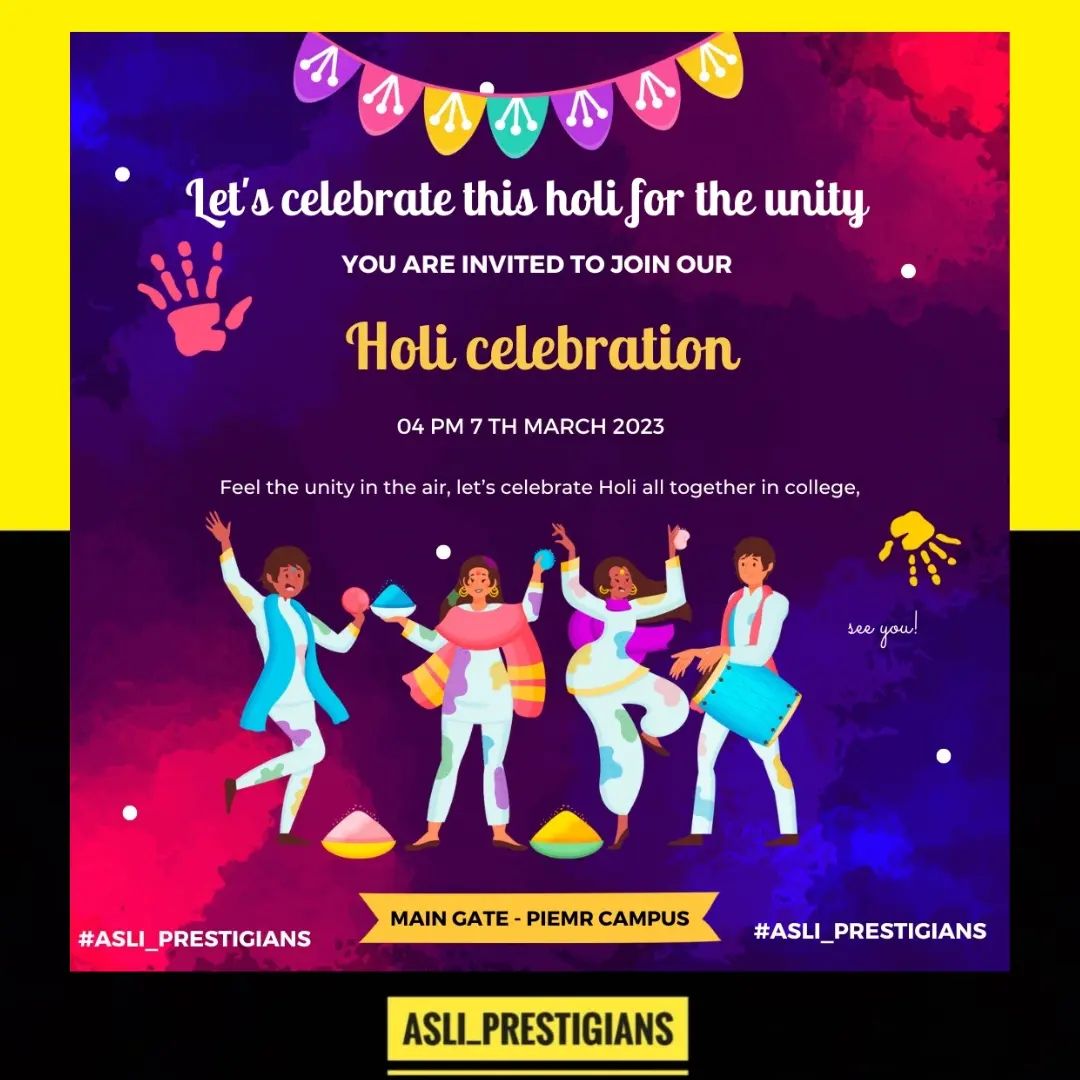 Let's celebrate this holi for the unity
YOU ARE INVITED TO JOIN OUR
Holi celebration
04 PM 7 TH MARCH 2023
Feel the unity in the air, let's celebrate Holi all together in college,
see you!
MAIN GATE - PIEMR CAMPUS
#ASLI_PRESTIGIANS
#ASLI_PRESTIGIANS
ASLI_PRESTIGIANS